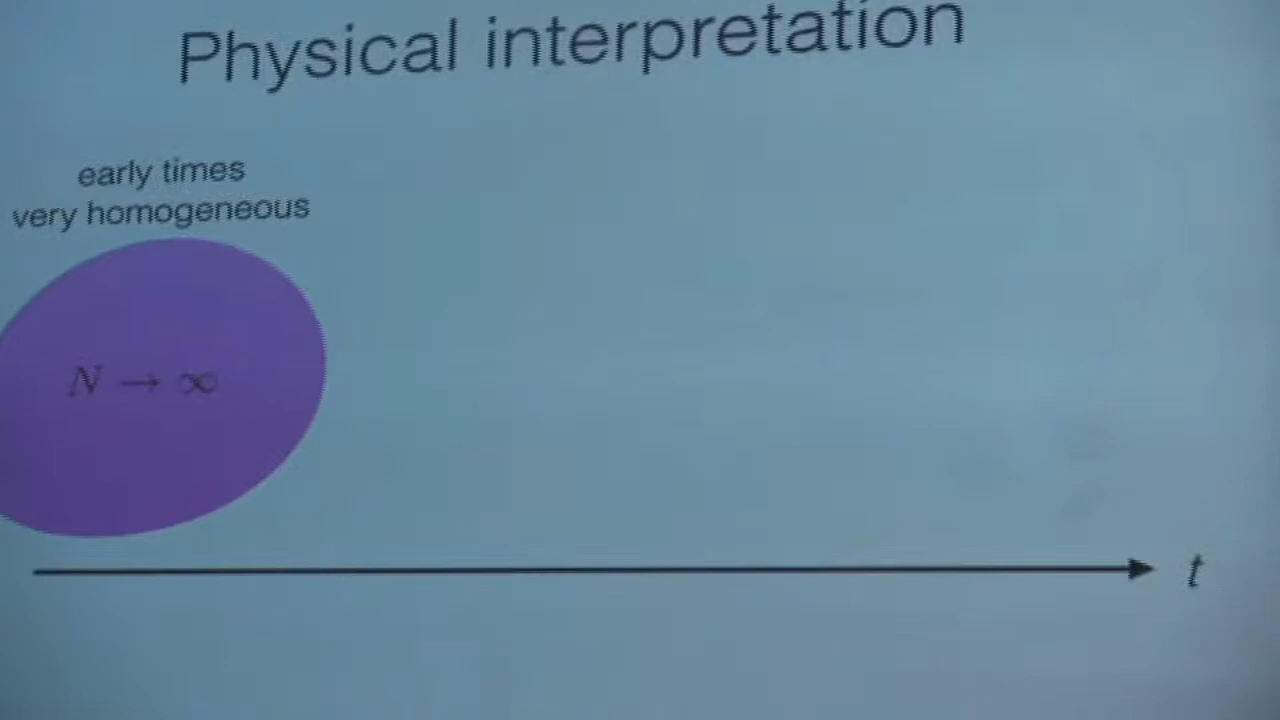 Physical interpretation
early times
very homogeneous
N → ∞
t